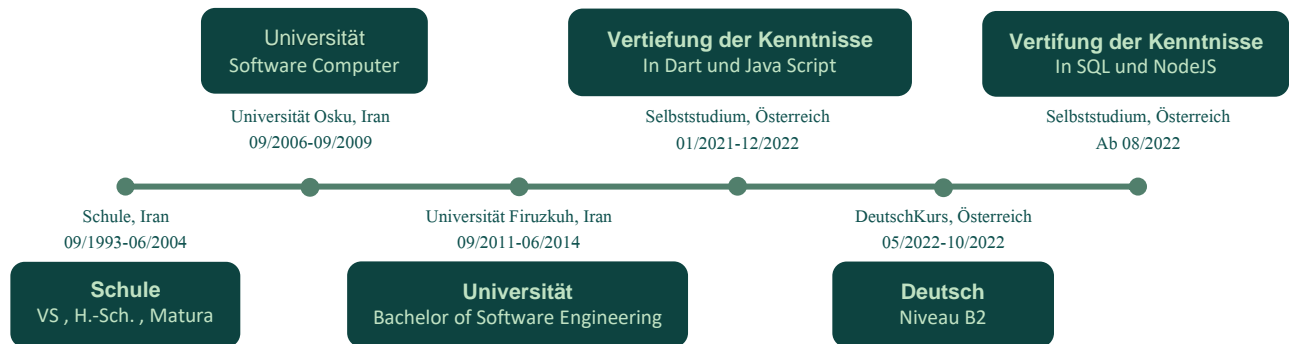 Universität
Software Computer
Vertiefung der Kenntnisse
In Dart und Java Script
Vertifung der Kenntnisse
In SQL und NodeJS
Universität Osku, Iran
09/2006-09/2009
Selbststudium, Österreich
01/2021-12/2022
Selbststudium, Österreich
Ab 08/2022
Schule, Iran
09/1993-06/2004
Universität Firuzkuh, Iran
09/2011-06/2014
DeutschKurs, Österreich
05/2022-10/2022
Schule
VS , H.-Sch. , Matura
Universität
Bachelor of Software Engineering
Deutsch
Niveau B2